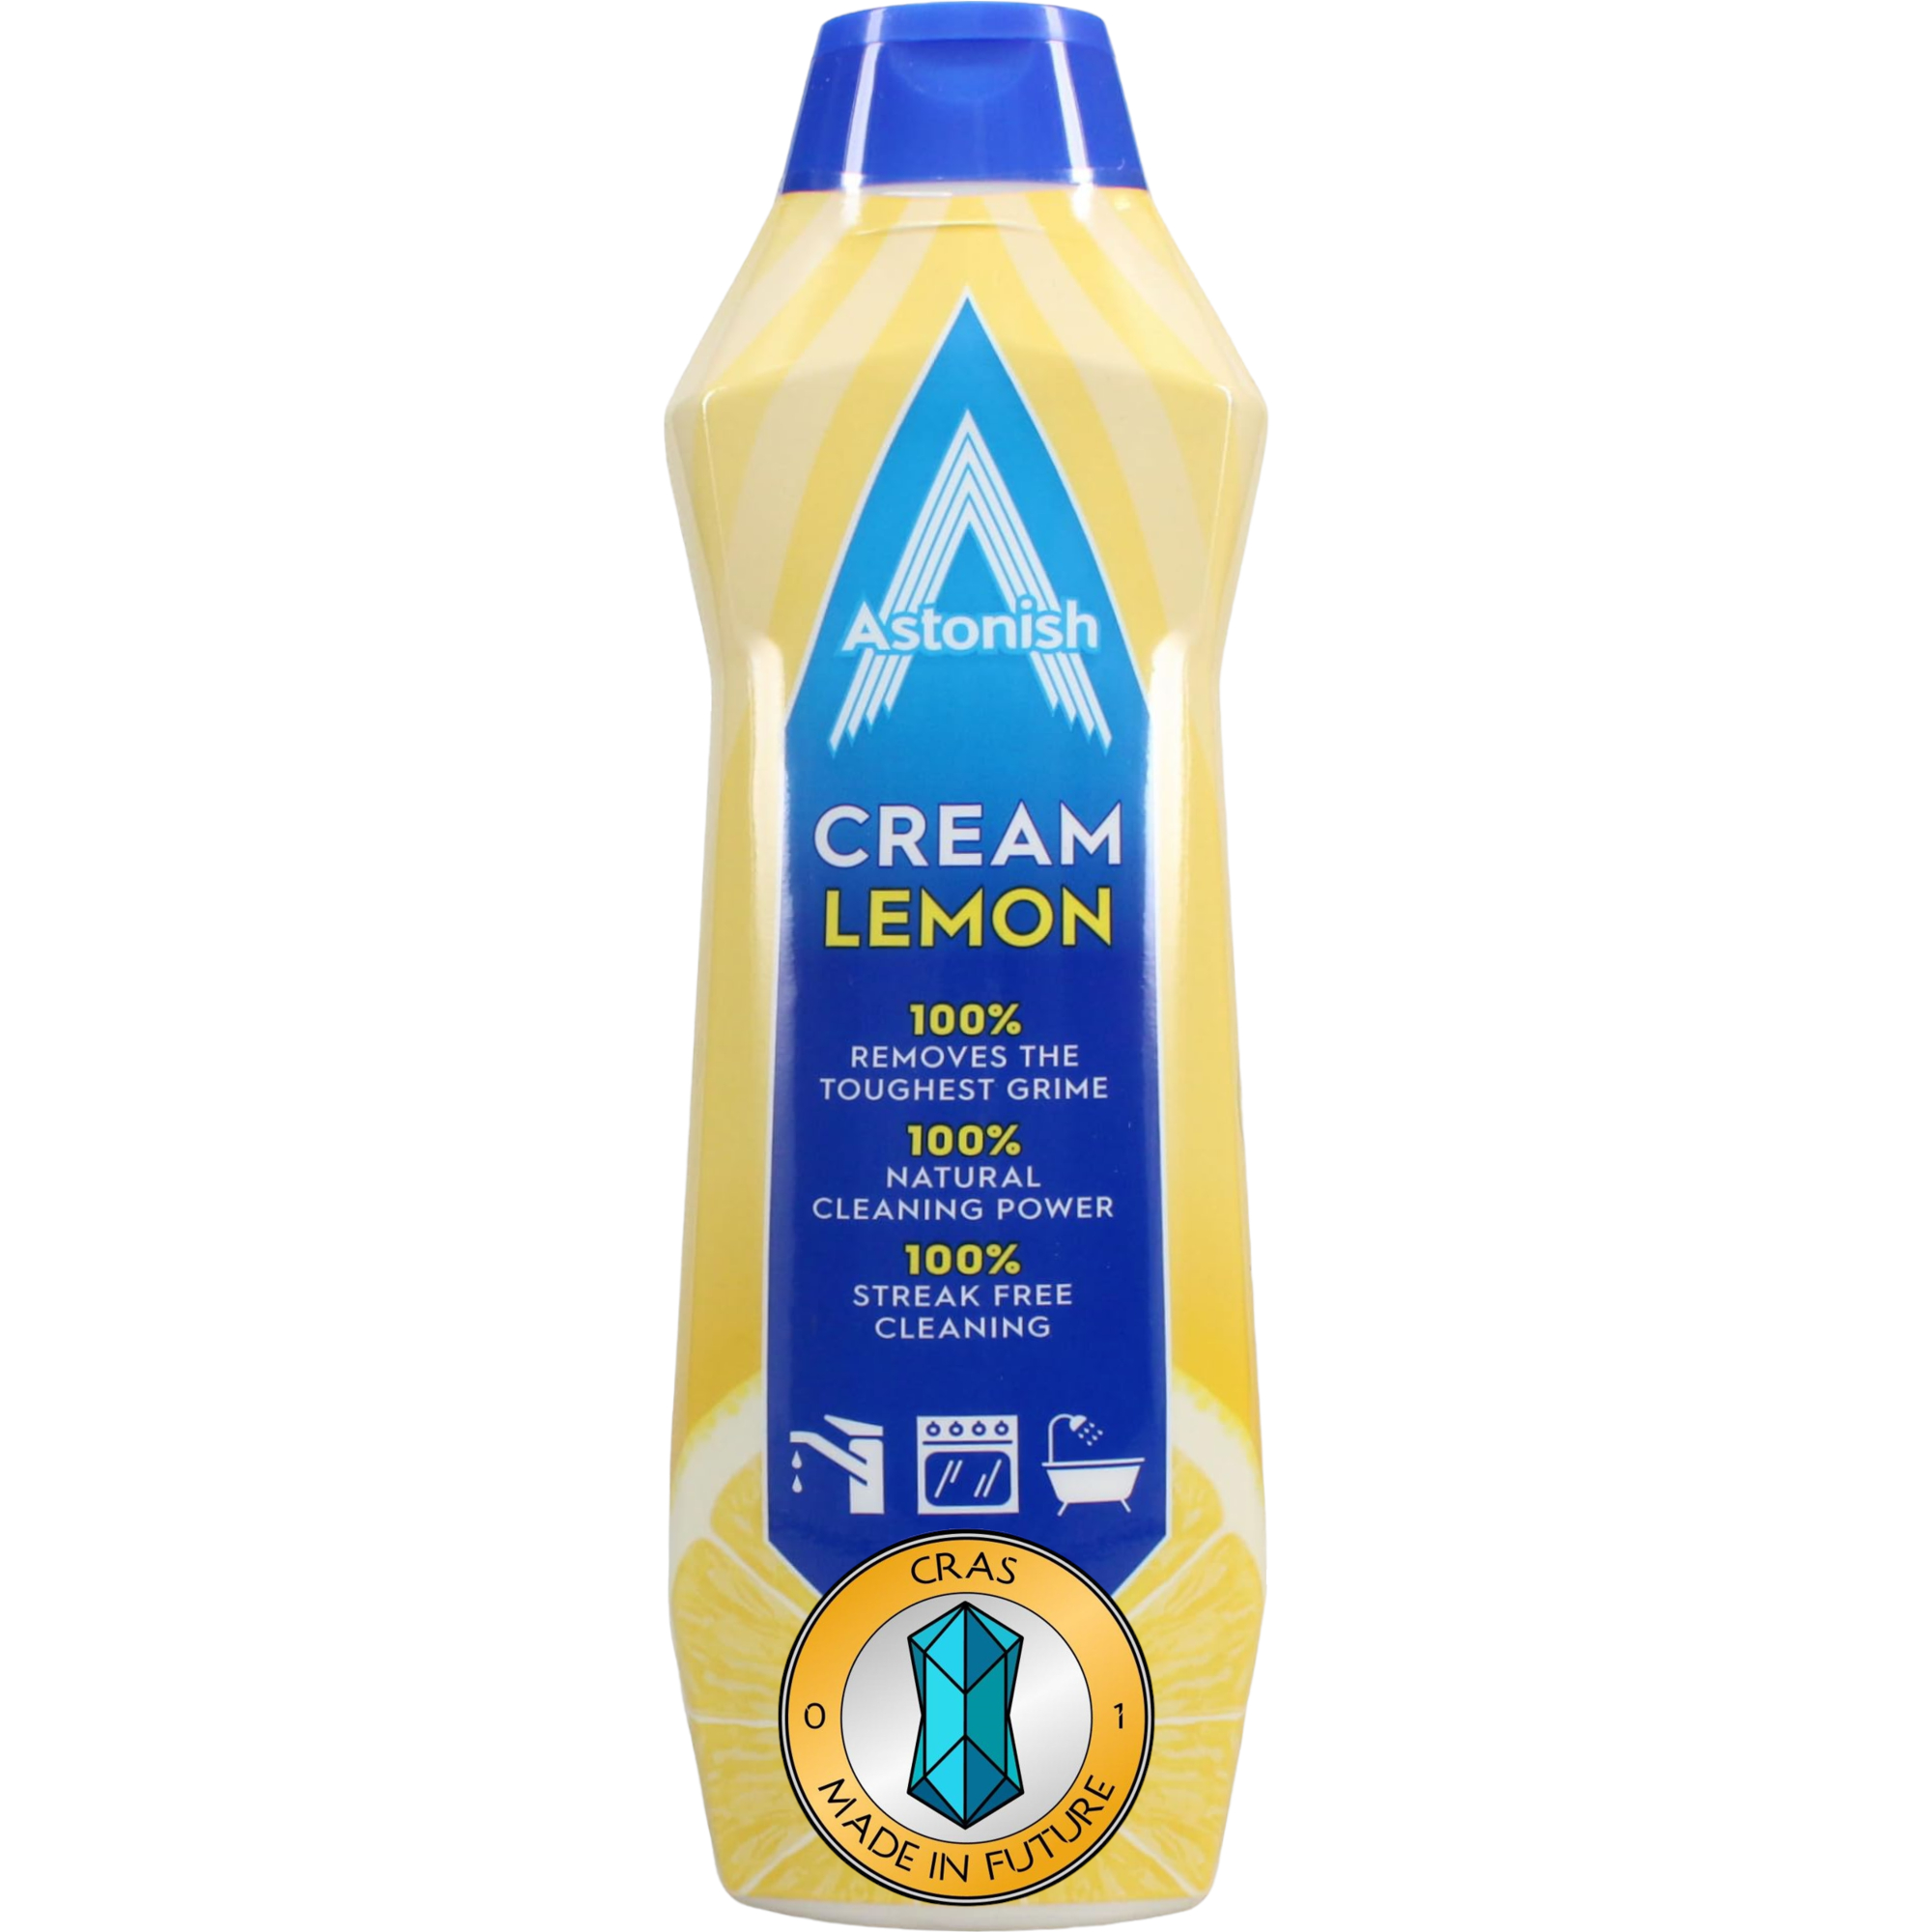 Astonish
CREAM
LEMON
100%
REMOVES THE
TOUGHEST GRIME
100%
NATURAL
CLEANING POWER
100%
STREAK FREE
CLEANING
CRAS
0 1
MADE IN FUTURE